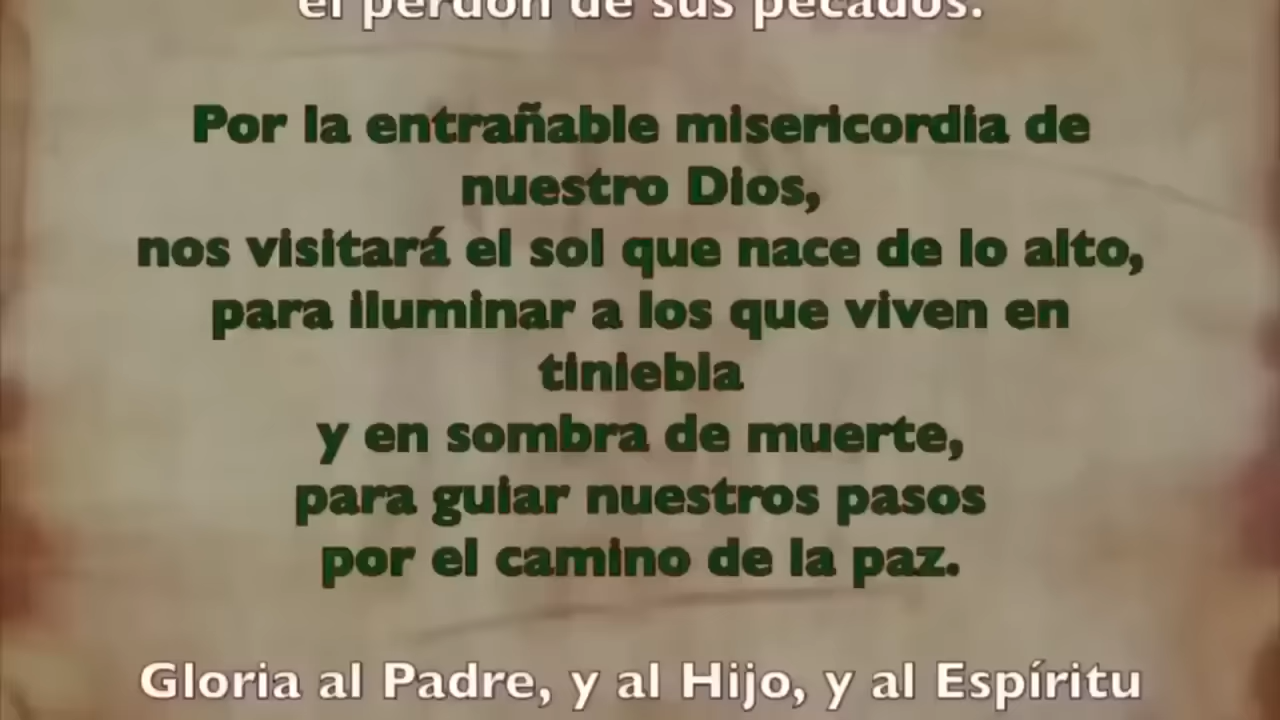 el perdón de sus pecados.
Por la entrañable misericordia de
nuestro Dios,
nos visitará el sol que nace de lo alto,
para iluminar a los que viven en
tiniebla
y en sombra de muerte,
para guiar nuestros pasos
por el camino de la paz.
Gloria al Padre, y al Hijo, y al Espíritu